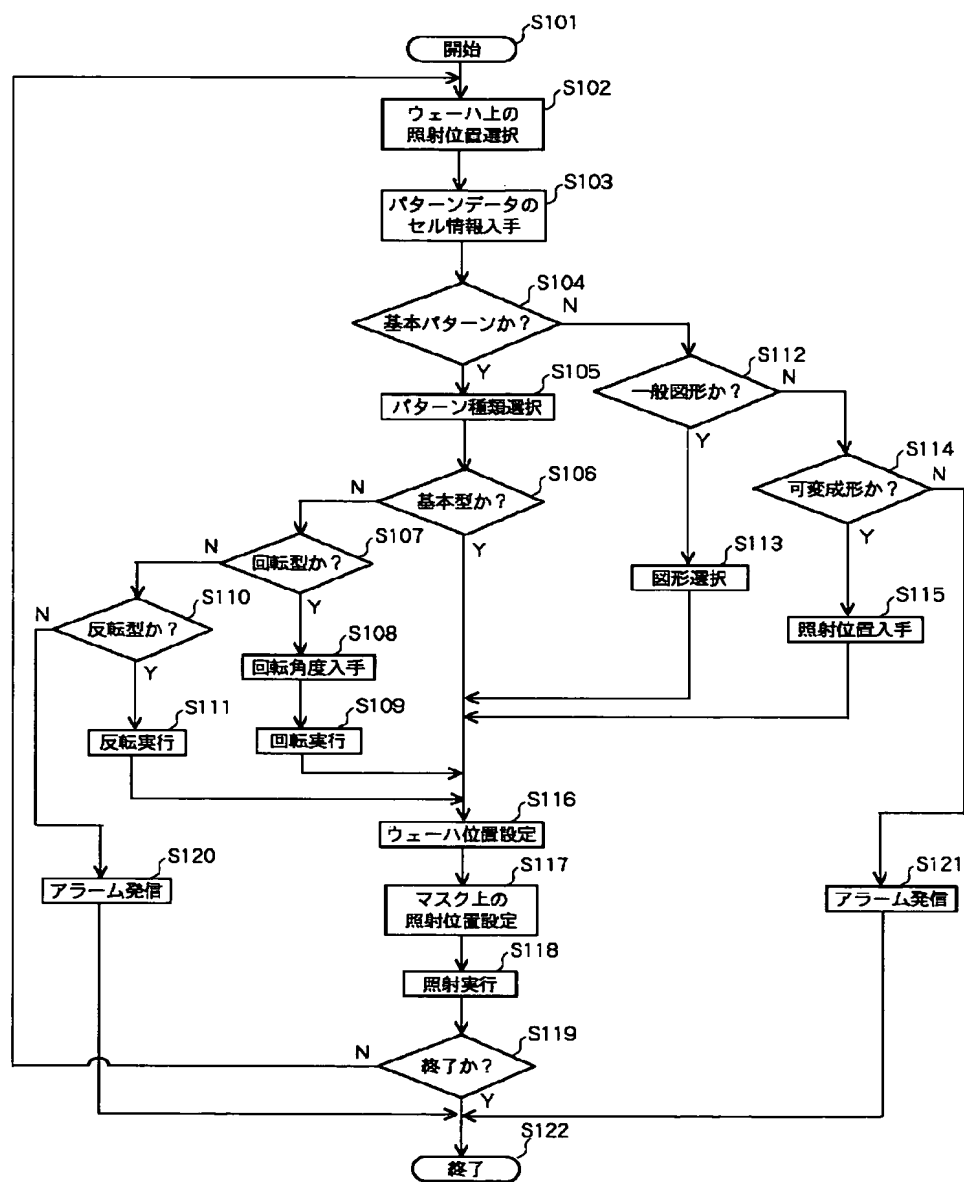 S101
開始
S102
ウェーハ上の
照射位置選択
S103
パターンデータの
セル情報入手
S104
基本パターンか?
N
Y
S105
パターン種類選択
S112
一般図形か?
N
Y
S106
基本型か?
N
Y
S114
可変成形か?
N
Y
S107
回転型か?
N
Y
S113
図形選択
S110
反転型か?
N
Y
S108
回転角度入手
S115
照射位置入手
S111
反転実行
S109
回転実行
S116
ウェーハ位置設定
S120
アラーム発信
S117
マスク上の
照射位置設定
S121
アラーム発信
S118
照射実行
S119
終了か?
N
Y
S122
終了